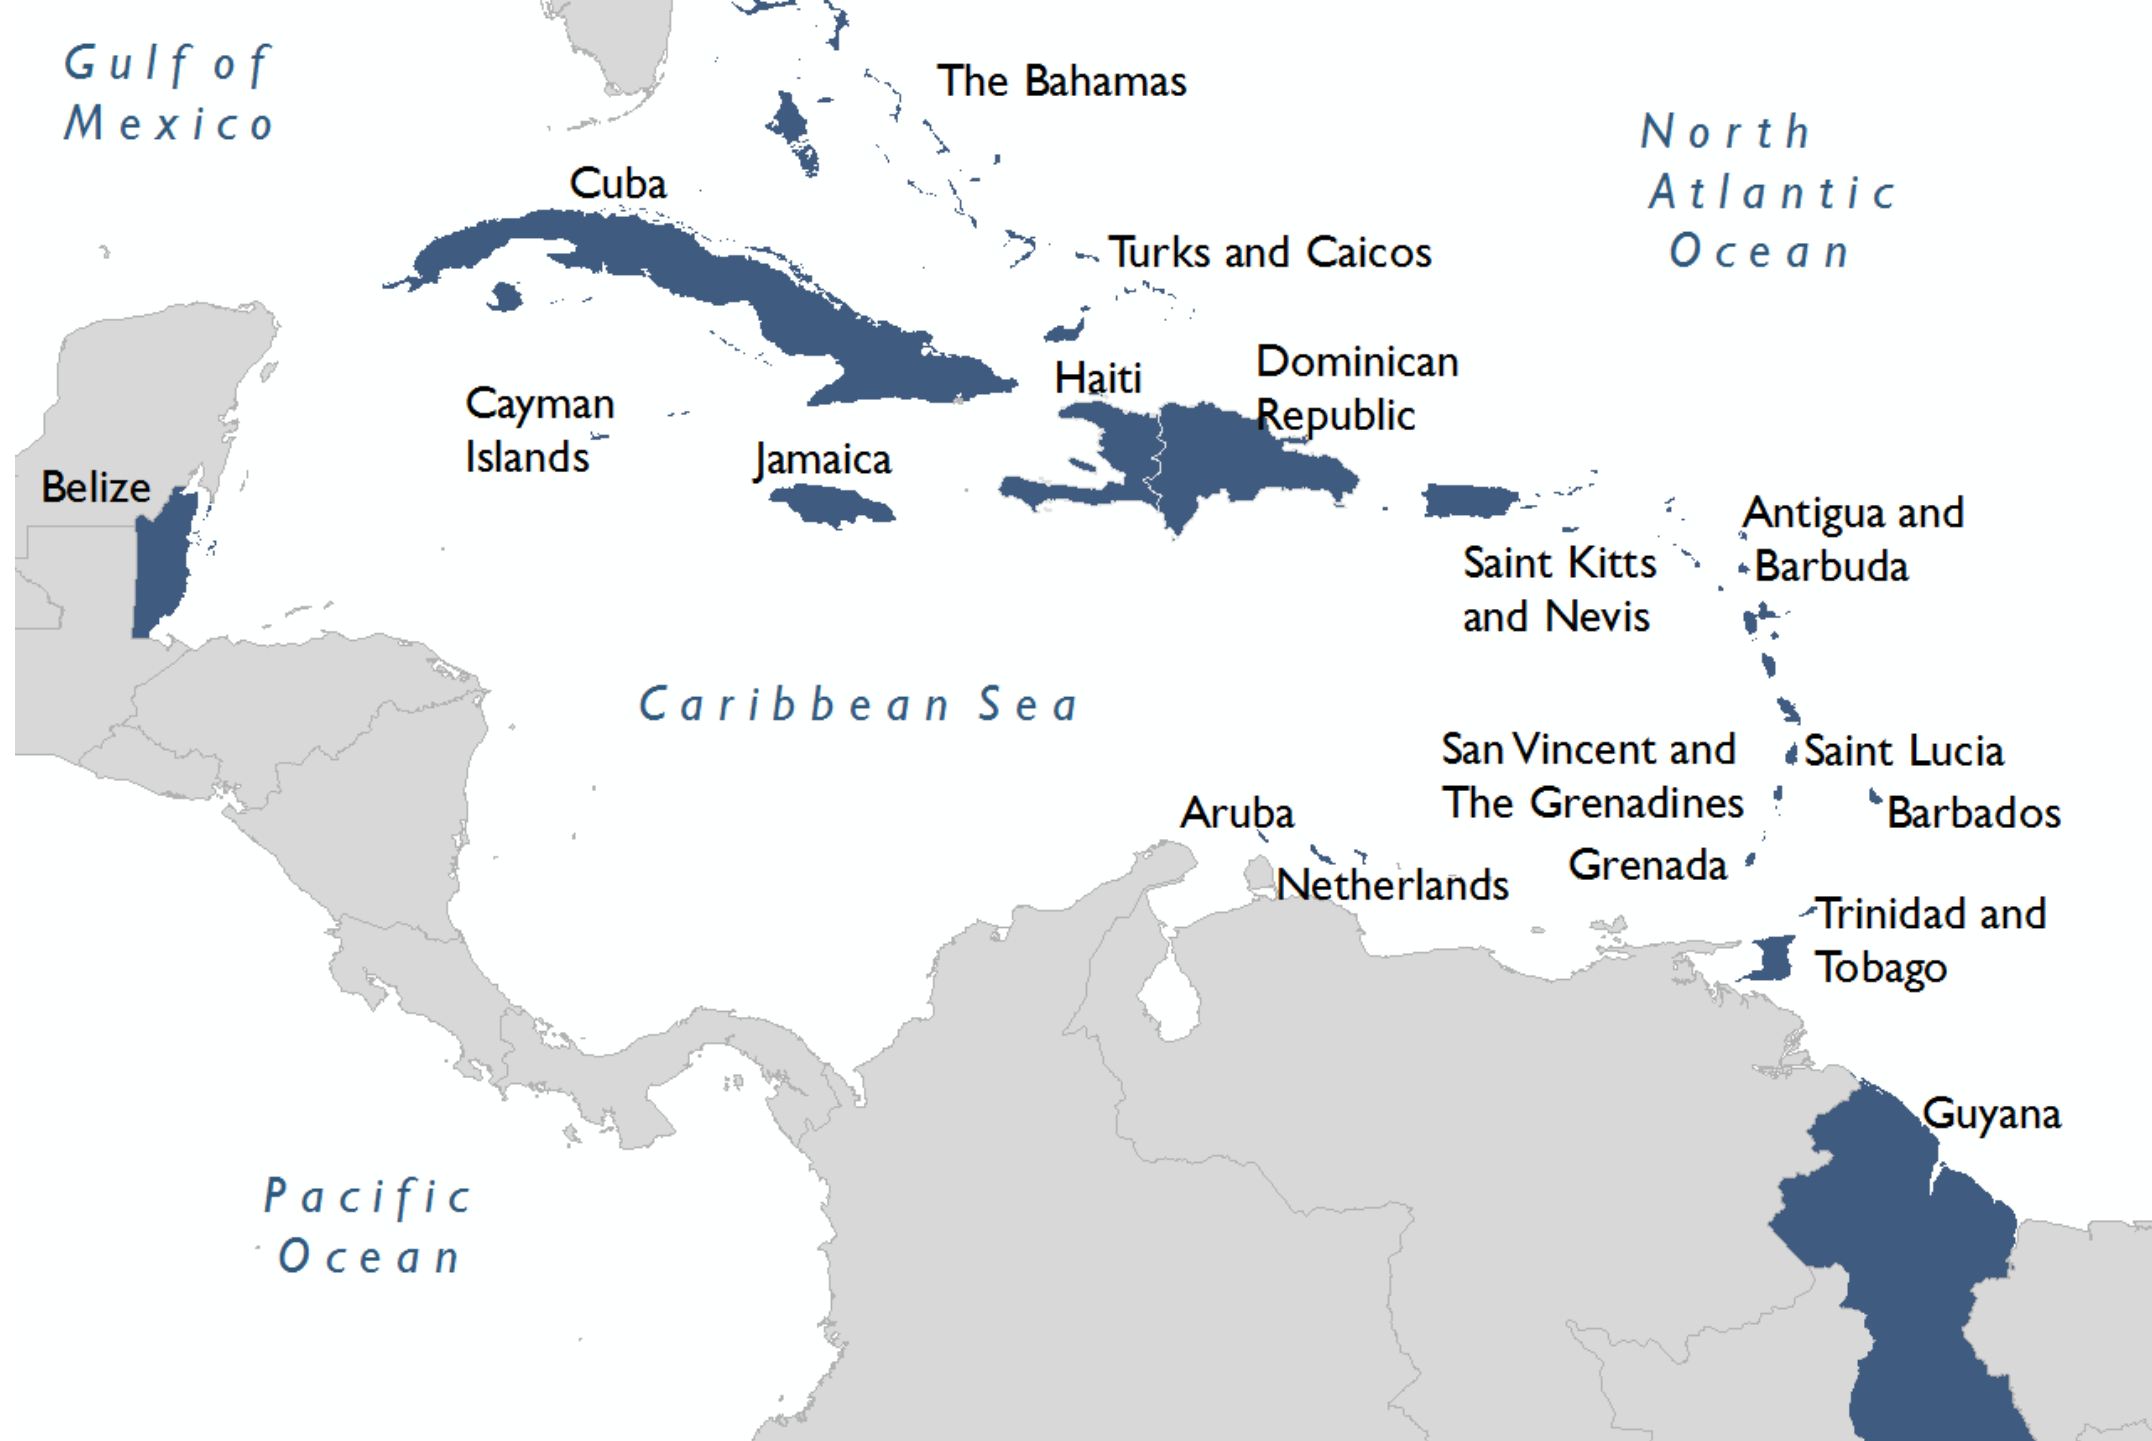 Gulf of
Mexico
The Bahamas
North
Atlantic
Ocean
Cuba
Turks and Caicos
Haiti
Dominican
Republic
Cayman
Islands
Jamaica
Belize
Antigua and
Barbuda
Saint Kitts
and Nevis
Caribbean Sea
San Vincent and
The Grenadines
Saint Lucia
Barbados
Aruba
Netherlands
Grenada
Trinidad and
Tobago
Guyana
Pacific
Ocean